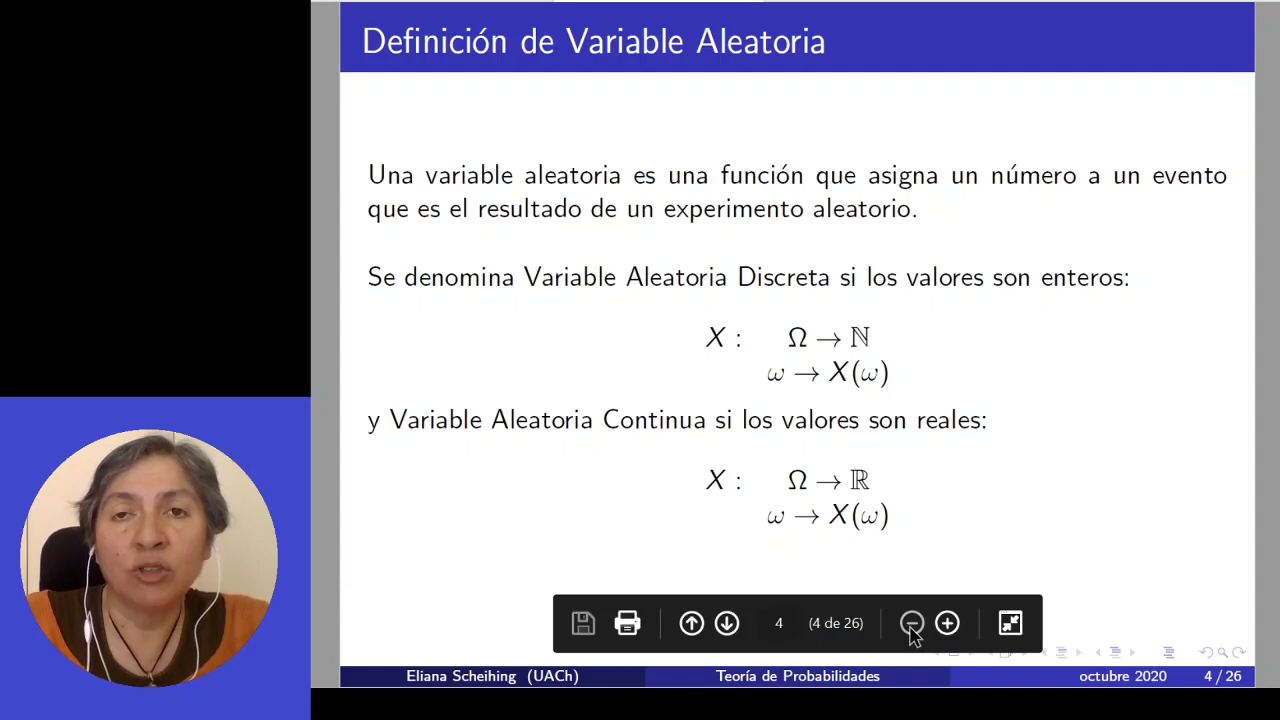 Definición de Variable Aleatoria
Una variable aleatoria es una función que asigna un número a un evento
que es el resultado de un experimento aleatorio.
Se denomina Variable Aleatoria Discreta si los valores son enteros:
X : Ω → ℕ
ω → X(ω)
y Variable Aleatoria Continua si los valores son reales:
X : Ω → ℝ
ω → X(ω)
4 (4 de 26)
Eliana Scheihing (UACh) Teoría de Probabilidades octubre 2020 4 / 26